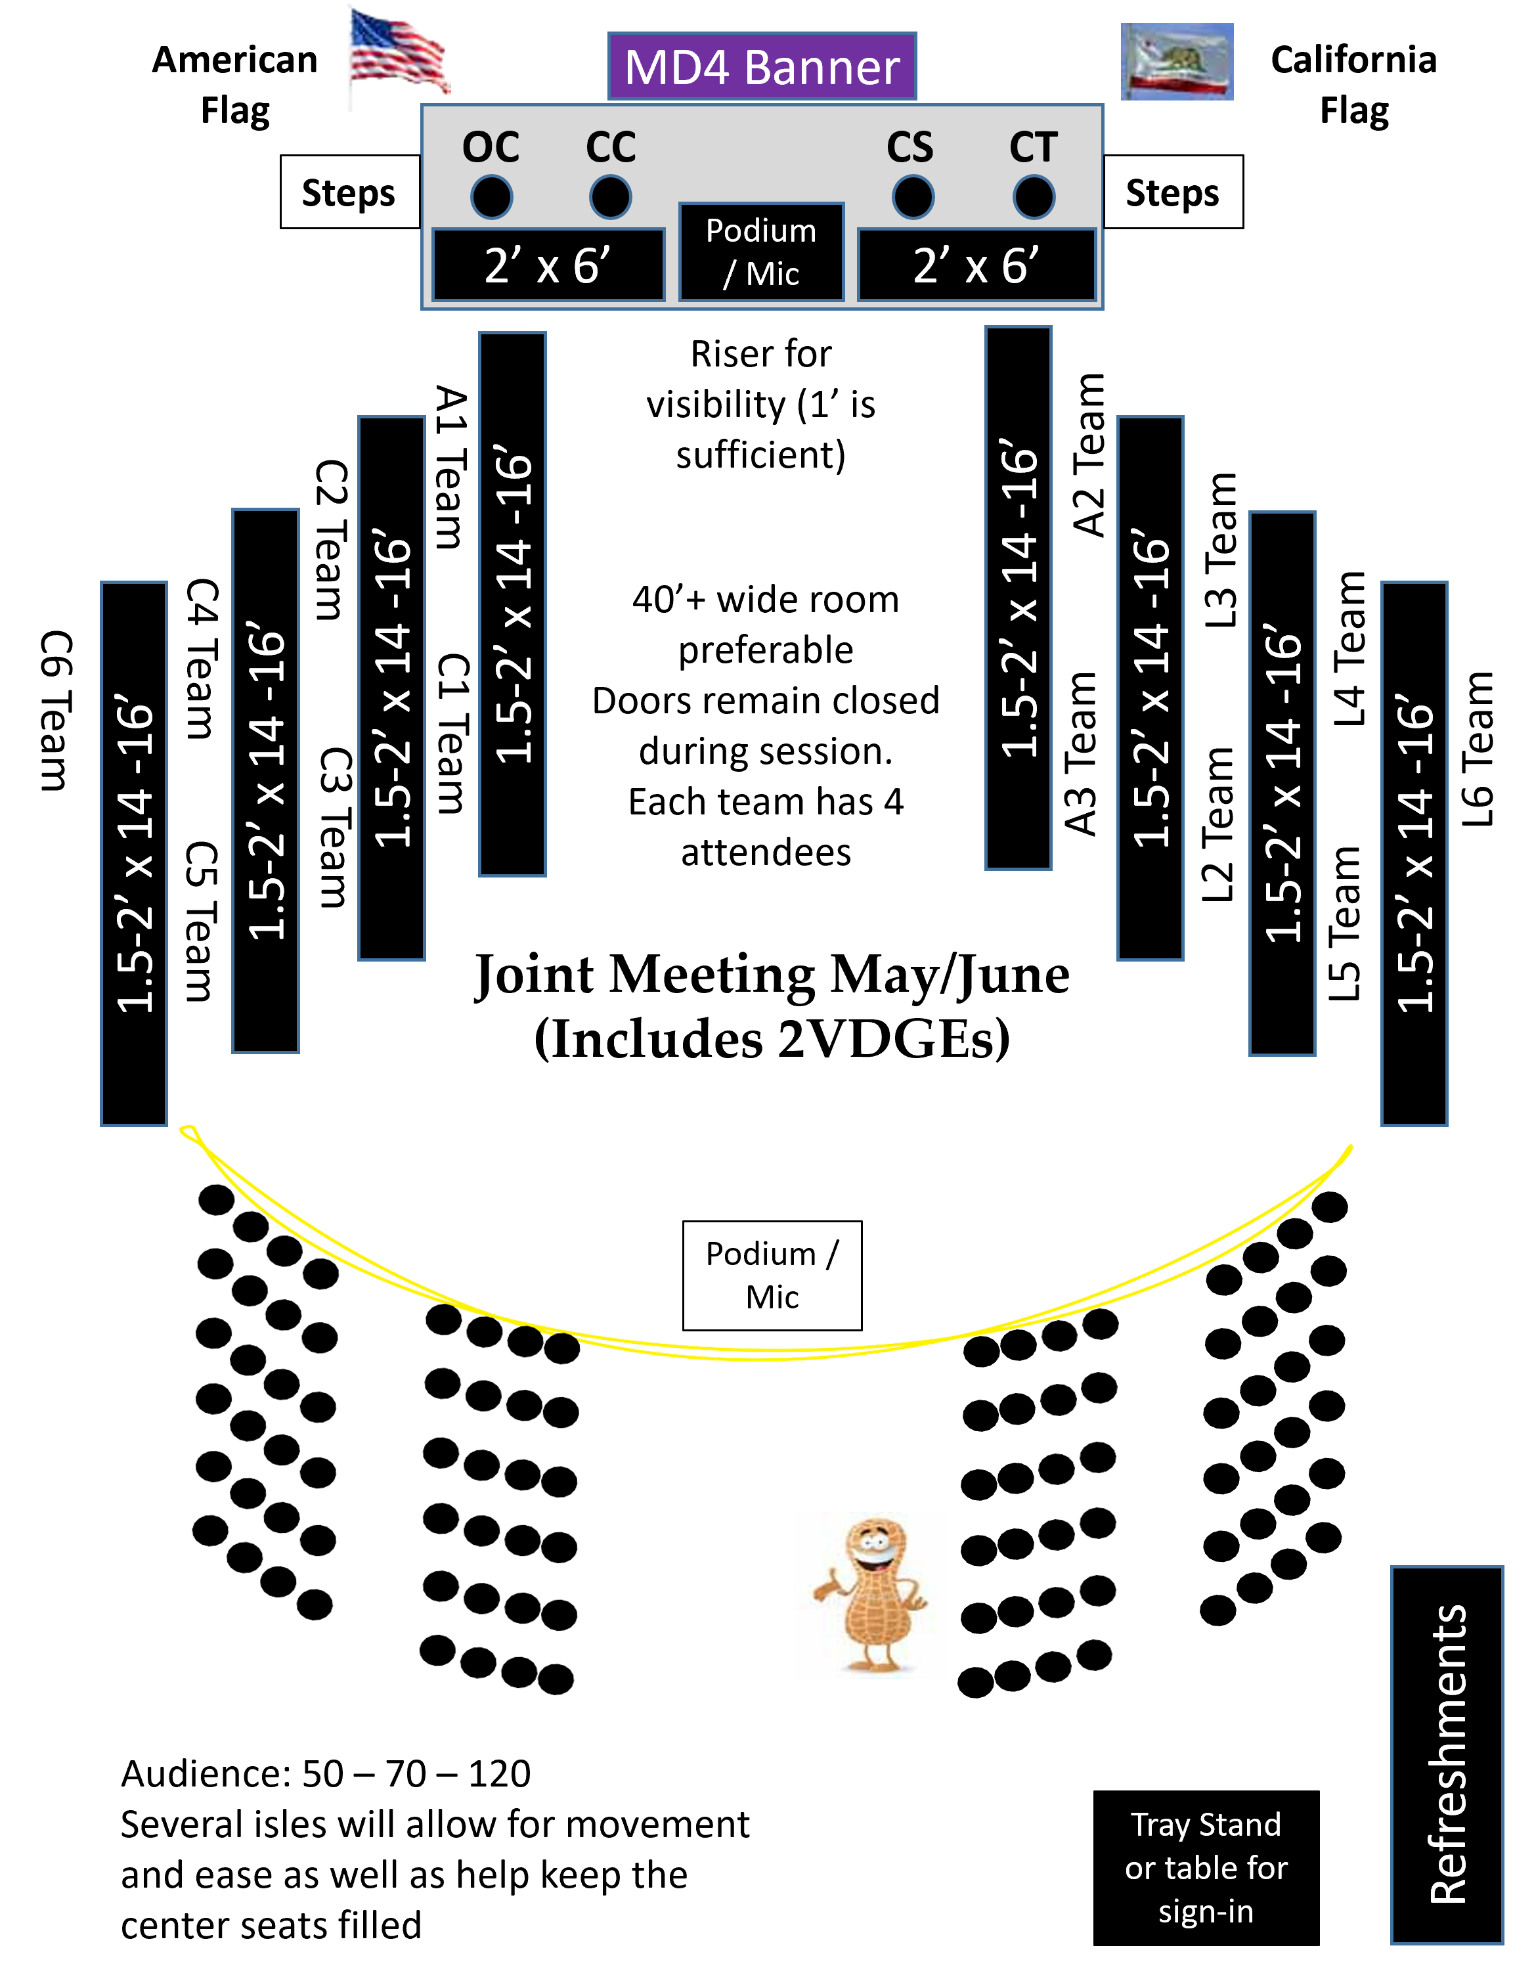 American
Flag
MD4 Banner
California
Flag
OC
CC
CS
CT
Steps
Steps
2’ x 6’
Podium
/ Mic
2’ x 6’
Riser for
visibility (1’ is
sufficient)
A1 Team
C1 Team
1.5-2’ x 14 -16’
C2 Team
C3 Team
1.5-2’ x 14 -16’
C4 Team
C5 Team
1.5-2’ x 14 -16’
C6 Team
1.5-2’ x 14 -16’
40’+ wide room
preferable
Doors remain closed
during session.
Each team has 4
attendees
1.5-2’ x 14 -16’
A2 Team
A3 Team
1.5-2’ x 14 -16’
L3 Team
L2 Team
1.5-2’ x 14 -16’
L4 Team
L5 Team
1.5-2’ x 14 -16’
L6 Team
Joint Meeting May/June
(Includes 2VDGEs)
Podium /
Mic
Audience: 50 – 70 – 120
Several isles will allow for movement
and ease as well as help keep the
center seats filled
Tray Stand
or table for
sign-in
Refreshments